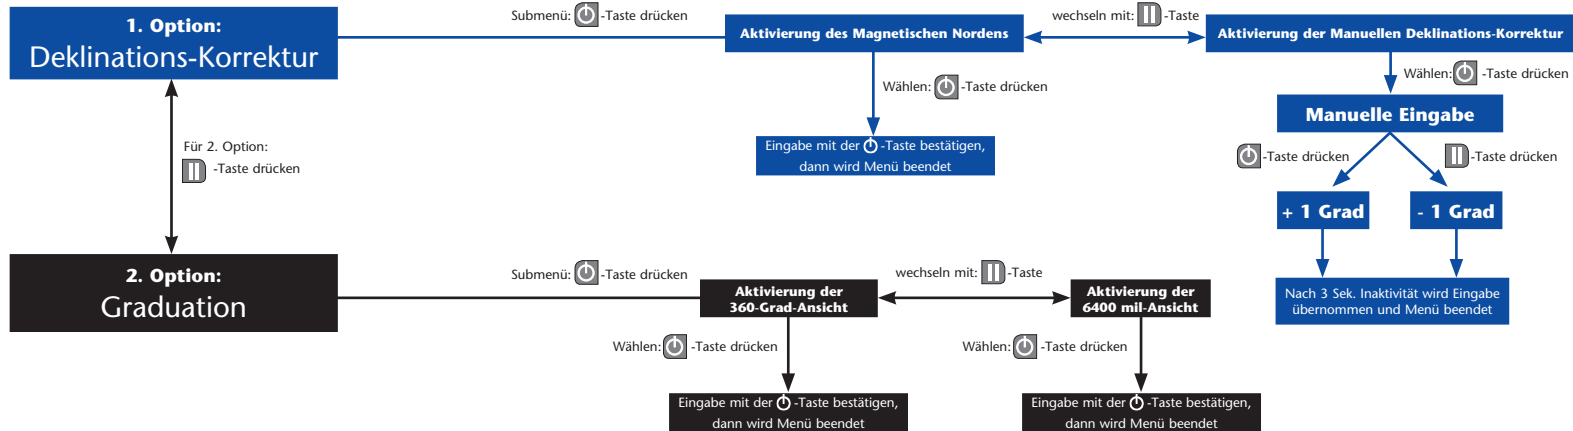 1. Option:
Deklinations-Korrektur
Submenü: -Taste drücken
Aktivierung des Magnetischen Nordens
wechseln mit: -Taste
Aktivierung der Manuellen Deklinations-Korrektur
Wählen: -Taste drücken
Eingabe mit der -Taste bestätigen,
dann wird Menü beendet
Wählen: -Taste drücken
Manuelle Eingabe
-Taste drücken
-Taste drücken
+ 1 Grad
- 1 Grad
Nach 3 Sek. Inaktivität wird Eingabe
übernommen und Menü beendet
Für 2. Option:
-Taste drücken
2. Option:
Graduation
Submenü: -Taste drücken
Aktivierung der
360-Grad-Ansicht
wechseln mit: -Taste
Aktivierung der
6400 mil-Ansicht
Wählen: -Taste drücken
Eingabe mit der -Taste bestätigen,
dann wird Menü beendet
Wählen: -Taste drücken
Eingabe mit der -Taste bestätigen,
dann wird Menü beendet